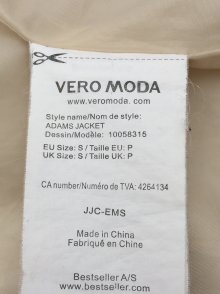 VERO MODA
www.veromoda.com
Style name/Nom de style:
ADAMS JACKET
Dessin/Modèle: 10058315
EU Size: S / Taille EU: P
UK Size: S / Taille UK: P
CA number/Numéro de TVA: 4264134
JJC-EMS
Made in China
Fabriqué en Chine
Bestseller A/S
www.bestseller.com